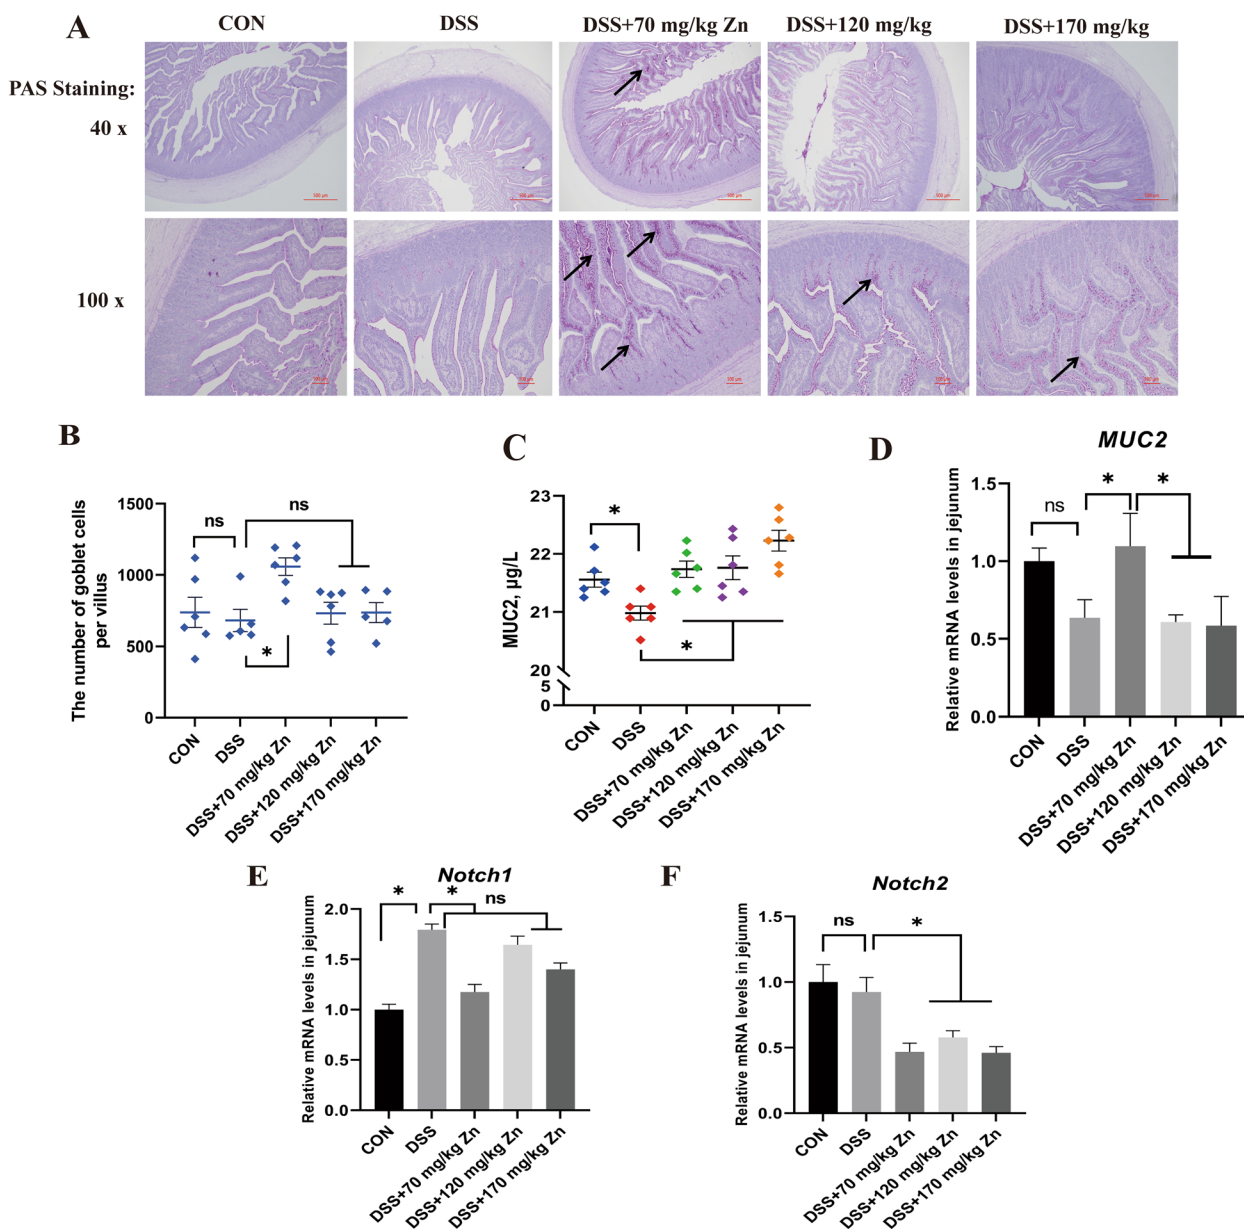 A
CON
DSS
DSS+70 mg/kg Zn
DSS+120 mg/kg
DSS+170 mg/kg
PAS Staining:
40 x
100 x
B
The number of goblet cells
per villus
1500
1000
500
0
ns
ns
*
CON
DSS
DSS+70 mg/kg Zn
DSS+120 mg/kg Zn
DSS+170 mg/kg Zn
C
MUC2, µg/L
23
22
21
20
5
0
*
*
CON
DSS
DSS+70 mg/kg Zn
DSS+120 mg/kg Zn
DSS+170 mg/kg Zn
D
MUC2
Relative mRNA levels in jejunum
1.5
1.0
0.5
0.0
ns
*
*
CON
DSS
DSS+70 mg/kg Zn
DSS+120 mg/kg Zn
DSS+170 mg/kg Zn
E
Notch1
Relative mRNA levels in jejunum
2.0
1.5
1.0
0.5
0.0
*
*
ns
CON
DSS
DSS+70 mg/kg Zn
DSS+120 mg/kg Zn
DSS+170 mg/kg Zn
F
Notch2
Relative mRNA levels in jejunum
1.5
1.0
0.5
0.0
ns
*
CON
DSS
DSS+70 mg/kg Zn
DSS+120 mg/kg Zn
DSS+170 mg/kg Zn